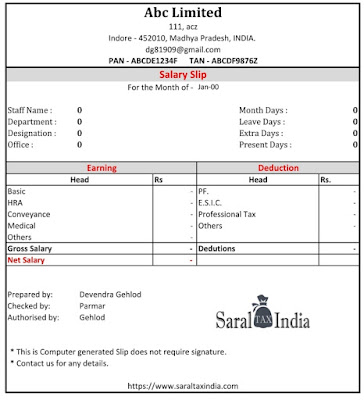 Abc Limited
111, acz
Indore - 452010, Madhya Pradesh, INDIA.
dg81909@gmail.com
PAN - ABCDE1234F TAN - ABCDF9876Z
Salary Slip
For the Month of - Jan-00
Staff Name : 0 Month Days : 0
Department : 0 Leave Days : 0
Designation : 0 Extra Days : 0
Office : 0 Present Days : 0
Earning Deduction
Head Rs Head Rs.
Basic - PF. -
HRA - E.S.I.C. -
Conveyance - Professional Tax -
Medical - Others -
Others -
Gross Salary - Dedutions -
Net Salary -
Prepared by: Devendra Gehlod
Checked by: Parmar
Authorised by: Gehlod
Saral TAX India
* This is Computer generated Slip does not require signature.
* Contact us for any details.
https://www.saraltaxindia.com